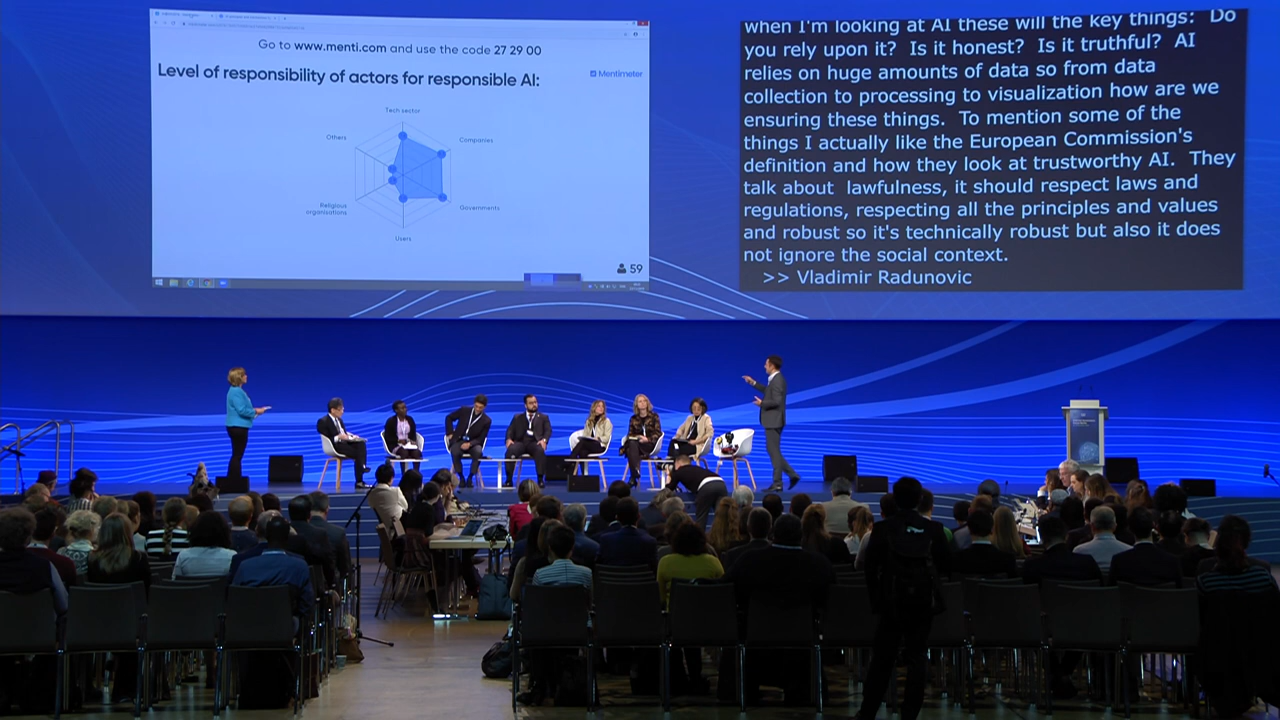 Go to www.menti.com and use the code 27 29 00
Level of responsibility of actors for responsible AI:
Mentimeter
Tech sector
Others
Companies
Religious
organisations
Governments
Users
59
when I'm looking at AI these will the key things: Do
you rely upon it? Is it honest? Is it truthful? AI
relies on huge amounts of data so from data
collection to processing to visualization how are we
ensuring these things. To mention some of the
things I actually like the European Commission's
definition and how they look at trustworthy AI. They
talk about lawfulness, it should respect laws and
regulations, respecting all the principles and values
and robust so it's technically robust but also it does
not ignore the social context.
>> Vladimir Radunovic